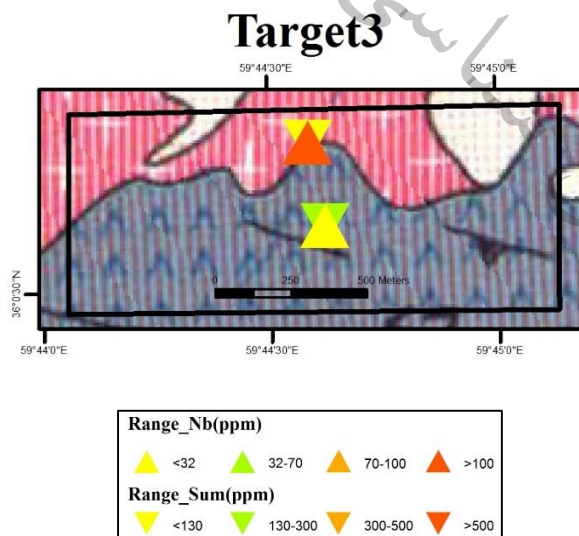 Target3
59°44'30"E 59°45'0"E
36°0'30"N
0 250 500 Meters
59°44'0"E 59°44'30"E 59°45'0"E
Range_Nb(ppm)
<32 32-70 70-100 >100
Range_Sum(ppm)
<130 130-300 300-500 >500